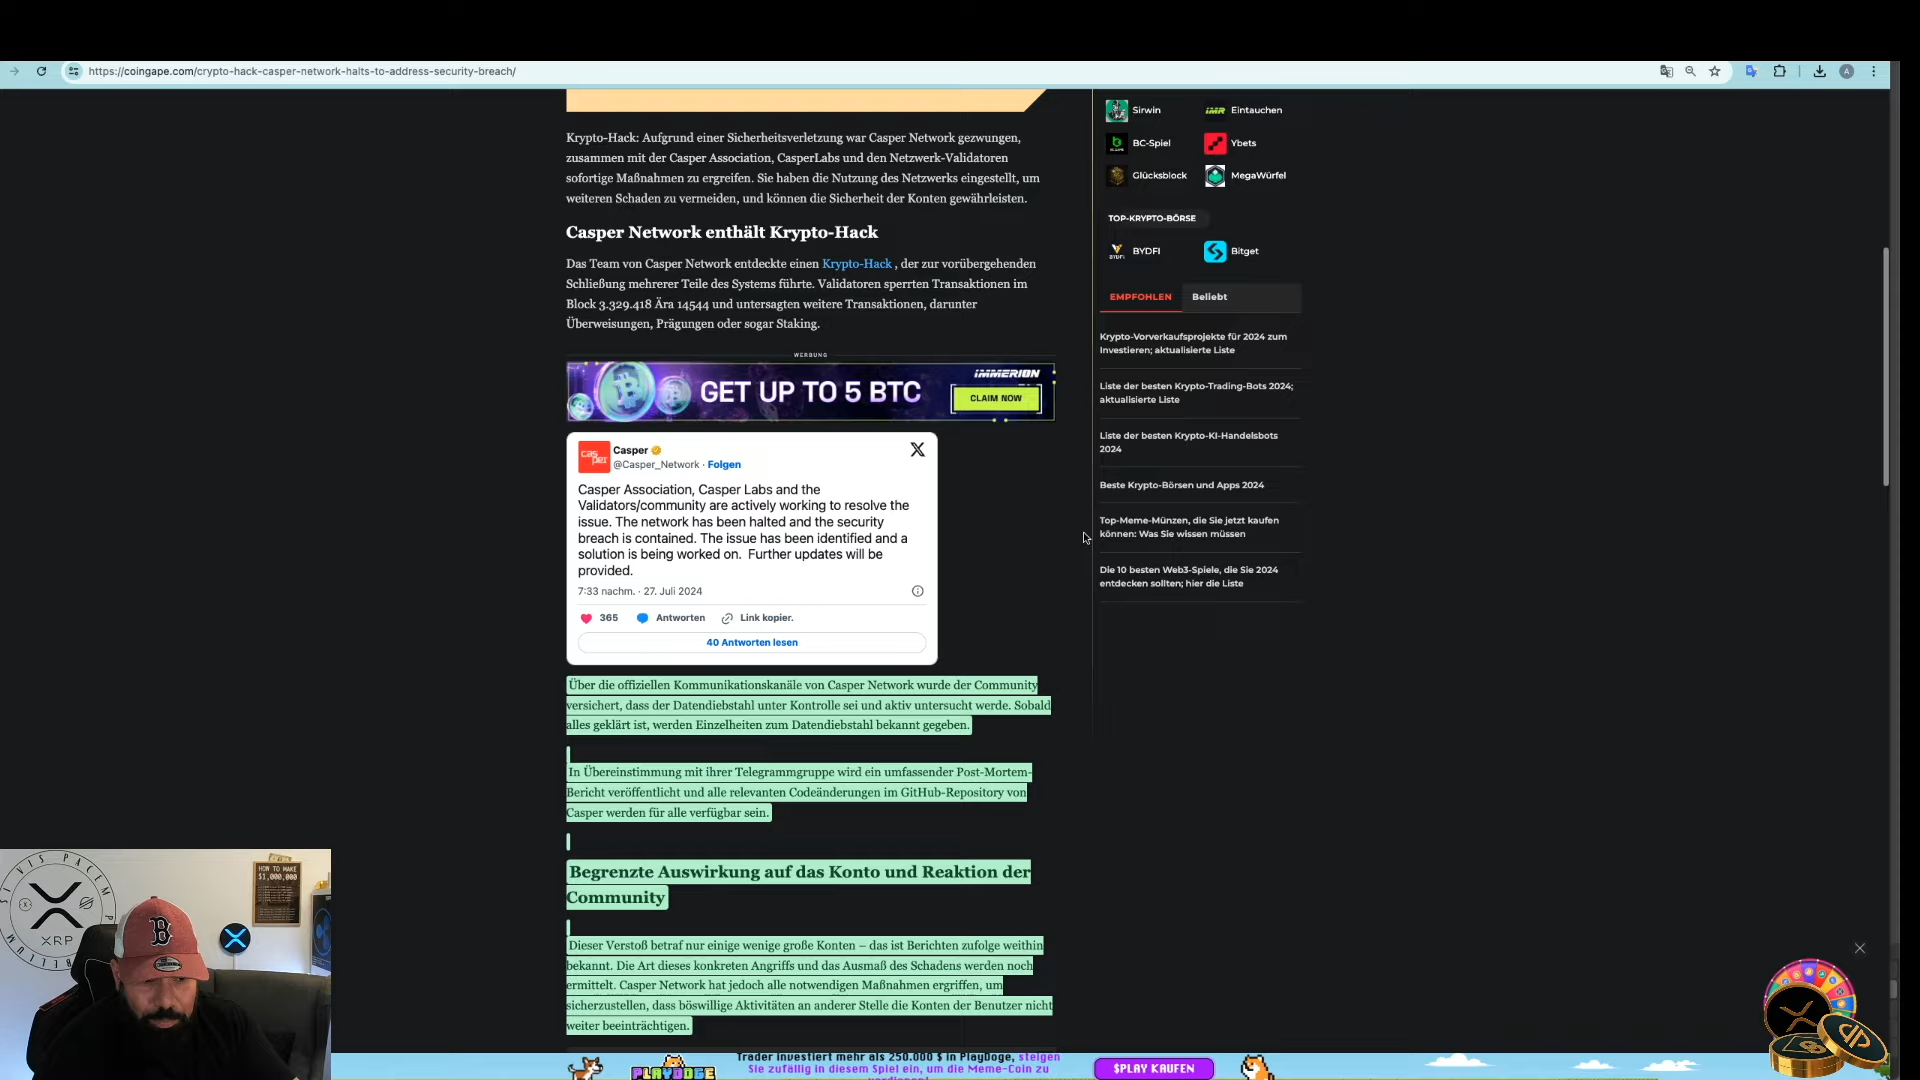 https://coingape.com/crypto-hack-casper-network-halts-to-address-security-breach/
A
Krypto-Hack: Aufgrund einer Sicherheitsverletzung war Casper Network gezwungen,
zusammen mit der Casper Association, CasperLabs und den Netzwerk-Validatoren
sofortige Maßnahmen zu ergreifen. Sie haben die Nutzung des Netzwerks eingestellt, um
weiteren Schaden zu vermeiden, und können die Sicherheit der Konten gewährleisten.
Casper Network enthält Krypto-Hack
Das Team von Casper Network entdeckte einen Krypto-Hack , der zur vorübergehenden
Schließung mehrerer Teile des Systems führte. Validatoren sperrten Transaktionen im
Block 3.329.418 Ära 14544 und untersagten weitere Transaktionen, darunter
Überweisungen, Prägungen oder sogar Staking.
WERBUNG
GET UP TO 5 BTC
IMMERION
CLAIM NOW
casper
Casper
@Casper_Network · Folgen
Casper Association, Casper Labs and the
Validators/community are actively working to resolve the
issue. The network has been halted and the security
breach is contained. The issue has been identified and a
solution is being worked on. Further updates will be
provided.
7:33 nachm. · 27. Juli 2024
365 Antworten Link kopier.
40 Antworten lesen
Über die offiziellen Kommunikationskanäle von Casper Network wurde der Community
versichert, dass der Datendiebstahl unter Kontrolle sei und aktiv untersucht werde. Sobald
alles geklärt ist, werden Einzelheiten zum Datendiebstahl bekannt gegeben.
In Übereinstimmung mit ihrer Telegrammgruppe wird ein umfassender Post-Mortem-
Bericht veröffentlicht und alle relevanten Codeänderungen im GitHub-Repository von
Casper werden für alle verfügbar sein.
Begrenzte Auswirkung auf das Konto und Reaktion der
Community
Dieser Verstoß betraf nur einige wenige große Konten – das ist Berichten zufolge weithin
bekannt. Die Art dieses konkreten Angriffs und das Ausmaß des Schadens werden noch
ermittelt. Casper Network hat jedoch alle notwendigen Maßnahmen ergriffen, um
sicherzustellen, dass böswillige Aktivitäten an anderer Stelle die Konten der Benutzer nicht
weiter beeinträchtigen.
Sirwin
Eintauchen
BC-Spiel
Ybets
Glücksblock
MegaWürfel
TOP-KRYPTO-BÖRSE
BYDFI
Bitget
EMPFOHLEN
Beliebt
Krypto-Vorverkaufsprojekte für 2024 zum
Investieren; aktualisierte Liste
Liste der besten Krypto-Trading-Bots 2024;
aktualisierte Liste
Liste der besten Krypto-KI-Handelsbots
2024
Beste Krypto-Börsen und Apps 2024
Top-Meme-Münzen, die Sie jetzt kaufen
können: Was Sie wissen müssen
Die 10 besten Web3-Spiele, die Sie 2024
entdecken sollten; hier die Liste
SI VIS PACEM
XRP
HOW TO MAKE
$1,000,000
B
PLAYDOGE
Trader investiert mehr als 250.000 $ in PlayDoge, steigen
Sie zufällig in diesem Spiel ein, um die Meme-Coin zu
$PLAY KAUFEN